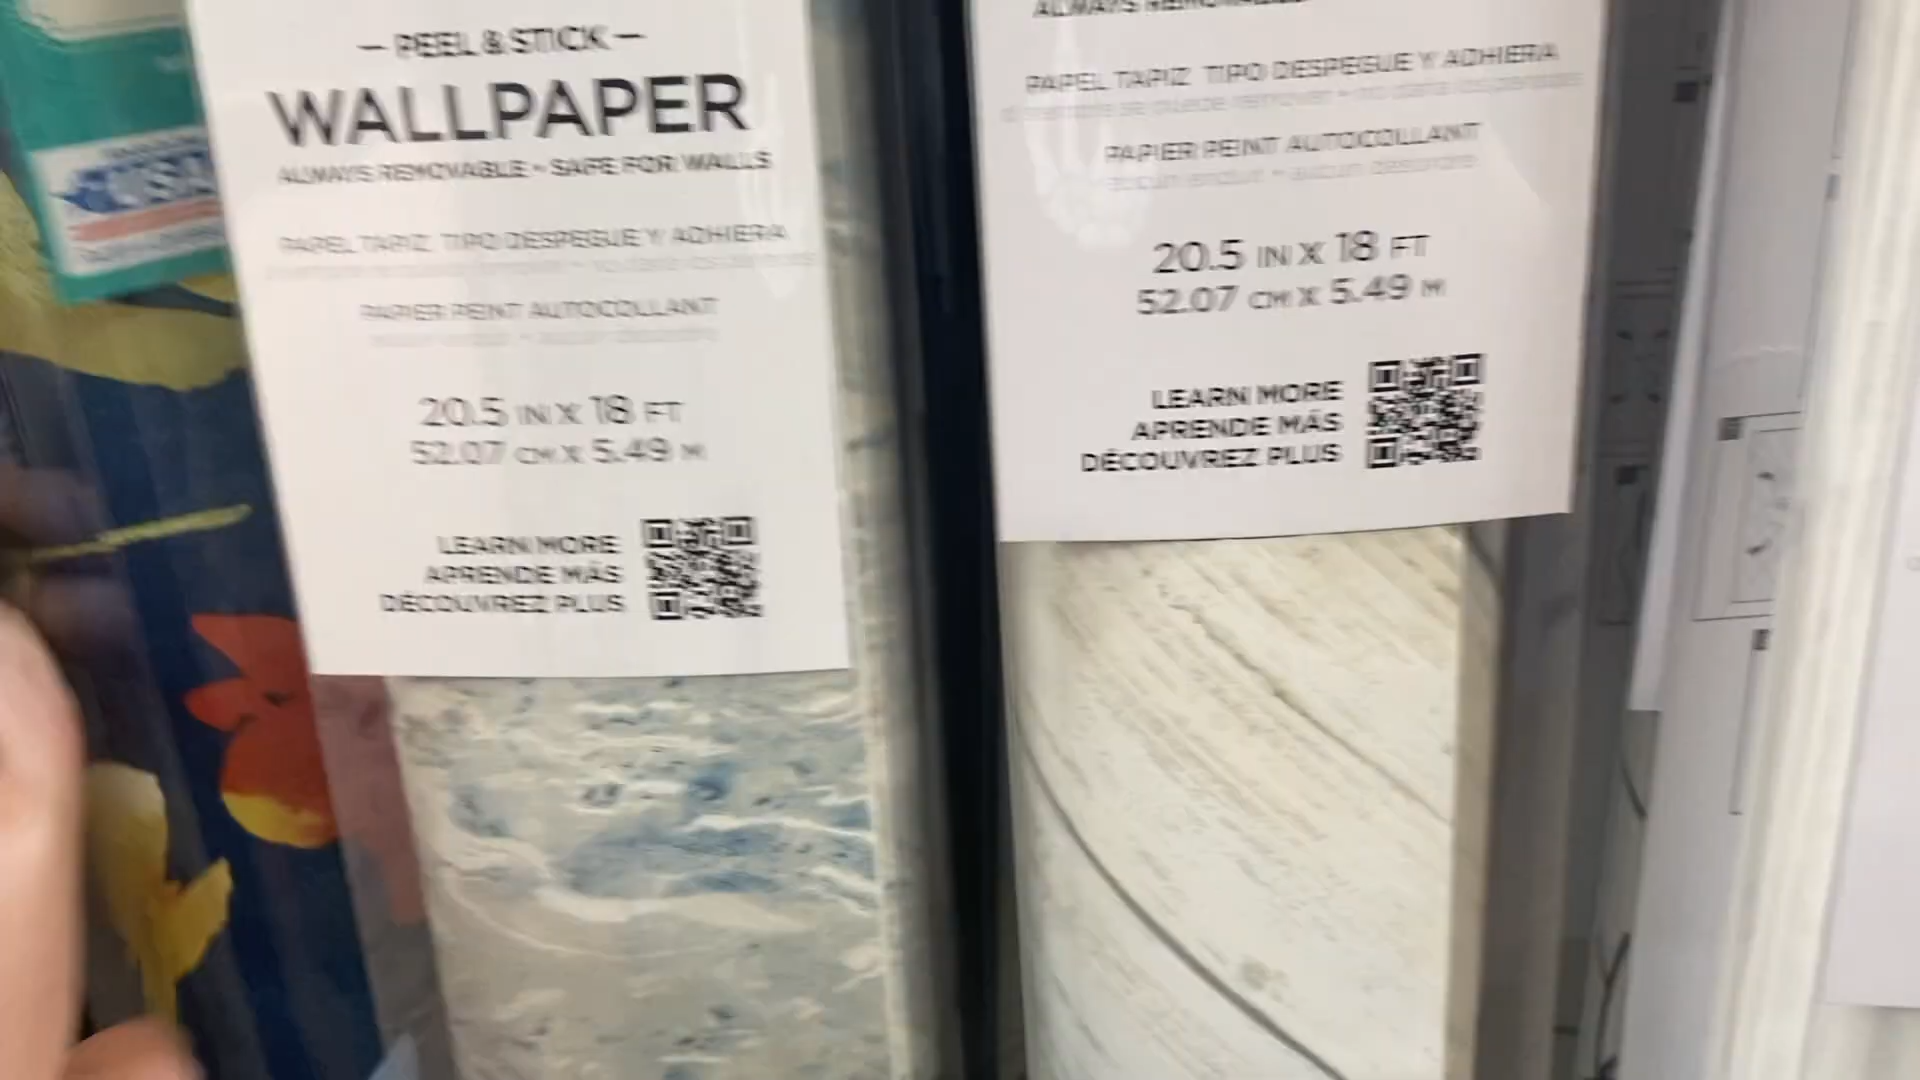 — PEEL & STICK —
WALLPAPER
ALWAYS REMOVABLE • SAFE FOR WALLS
PAPEL TAPIZ TIPO DESPEGUE Y ADHIERA
PAPIER PEINT AUTOCOLLANT
20.5 IN X 18 FT
52.07 CM X 5.49 M
LEARN MORE
APRENDE MÁS
DÉCOUVREZ PLUS
ALWAYS REMOVABLE
PAPEL TAPIZ TIPO DESPEGUE Y ADHIERA
PAPIER PEINT AUTOCOLLANT
20.5 IN X 18 FT
52.07 CM X 5.49 M
LEARN MORE
APRENDE MÁS
DÉCOUVREZ PLUS